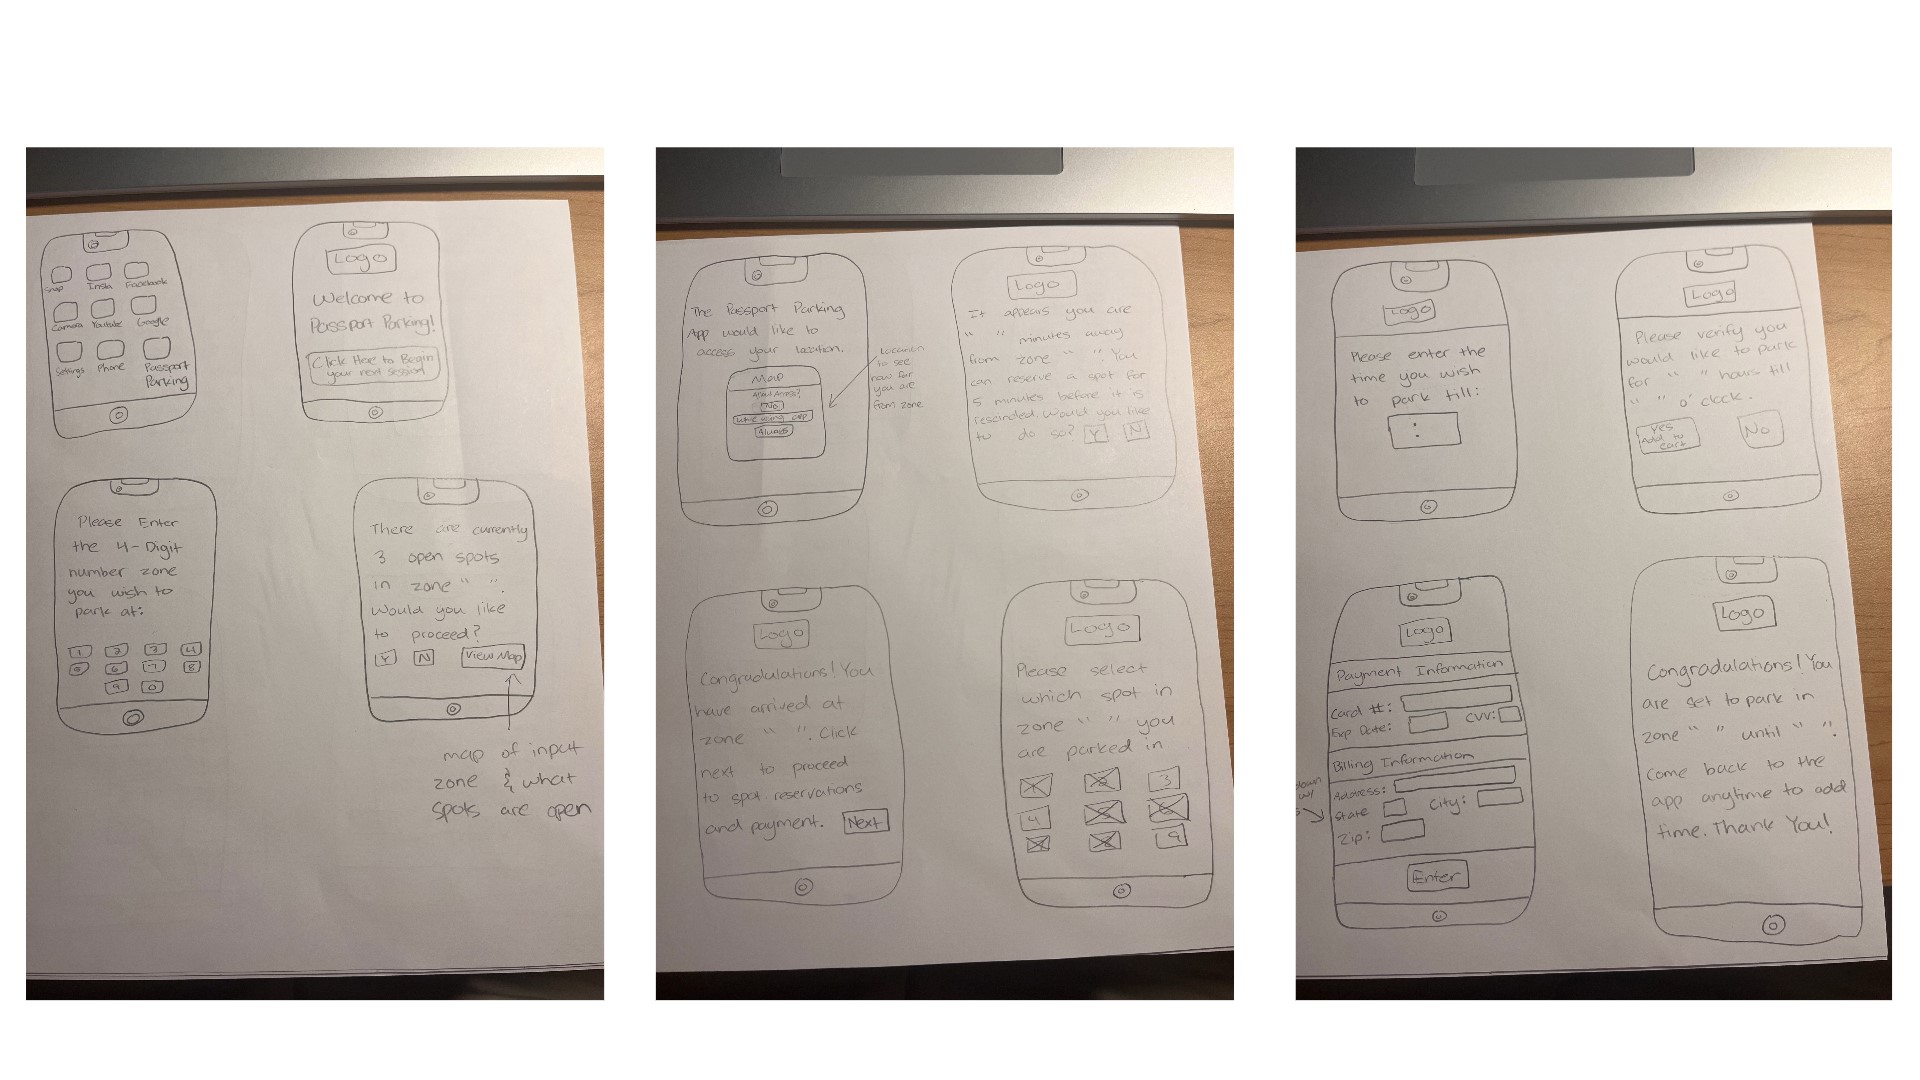 Snap Insta Facebook
Camera Youtube Google
Settings Phone Passport
Parking
Logo
Welcome to
Passport Parking!
Click Here to Begin
your next session
Please Enter
the 4-Digit
number zone
you wish to
park at:
1 2 3 4
5 6 7 8
9 0
There are currently
3 open spots
in zone " ".
Would you like
to proceed?
Y N View Map
map of input
zone & what
spots are open
The Passport Parking
App would like to
access your location.
Map
Allow Access?
No
While using app
Always
Location
to see
how far
you are
from zone
Logo
It appears you are
" " minutes away
from zone " ". You
can reserve a spot for
5 minutes before it is
rescinded. Would you like
to do so? Y N
Logo
Congradulations! You
have arrived at
zone " ". Click
next to proceed
to spot reservations
and payment. Next
Logo
Please select
which spot in
zone " " you
are parked in
3
4
9
Logo
Please enter the
time you wish
to park till:
:
Logo
Please verify you
would like to park
for " " hours till
" " o'clock.
Yes
Add to
cart
No
Logo
Payment Information
Card #:
Exp Date: CVV:
Billing Information
Address:
State City:
Zip:
Enter
down
w/
Logo
Congradulations! You
are set to park in
zone " " until " ".
Come back to the
app anytime to add
time. Thank You!